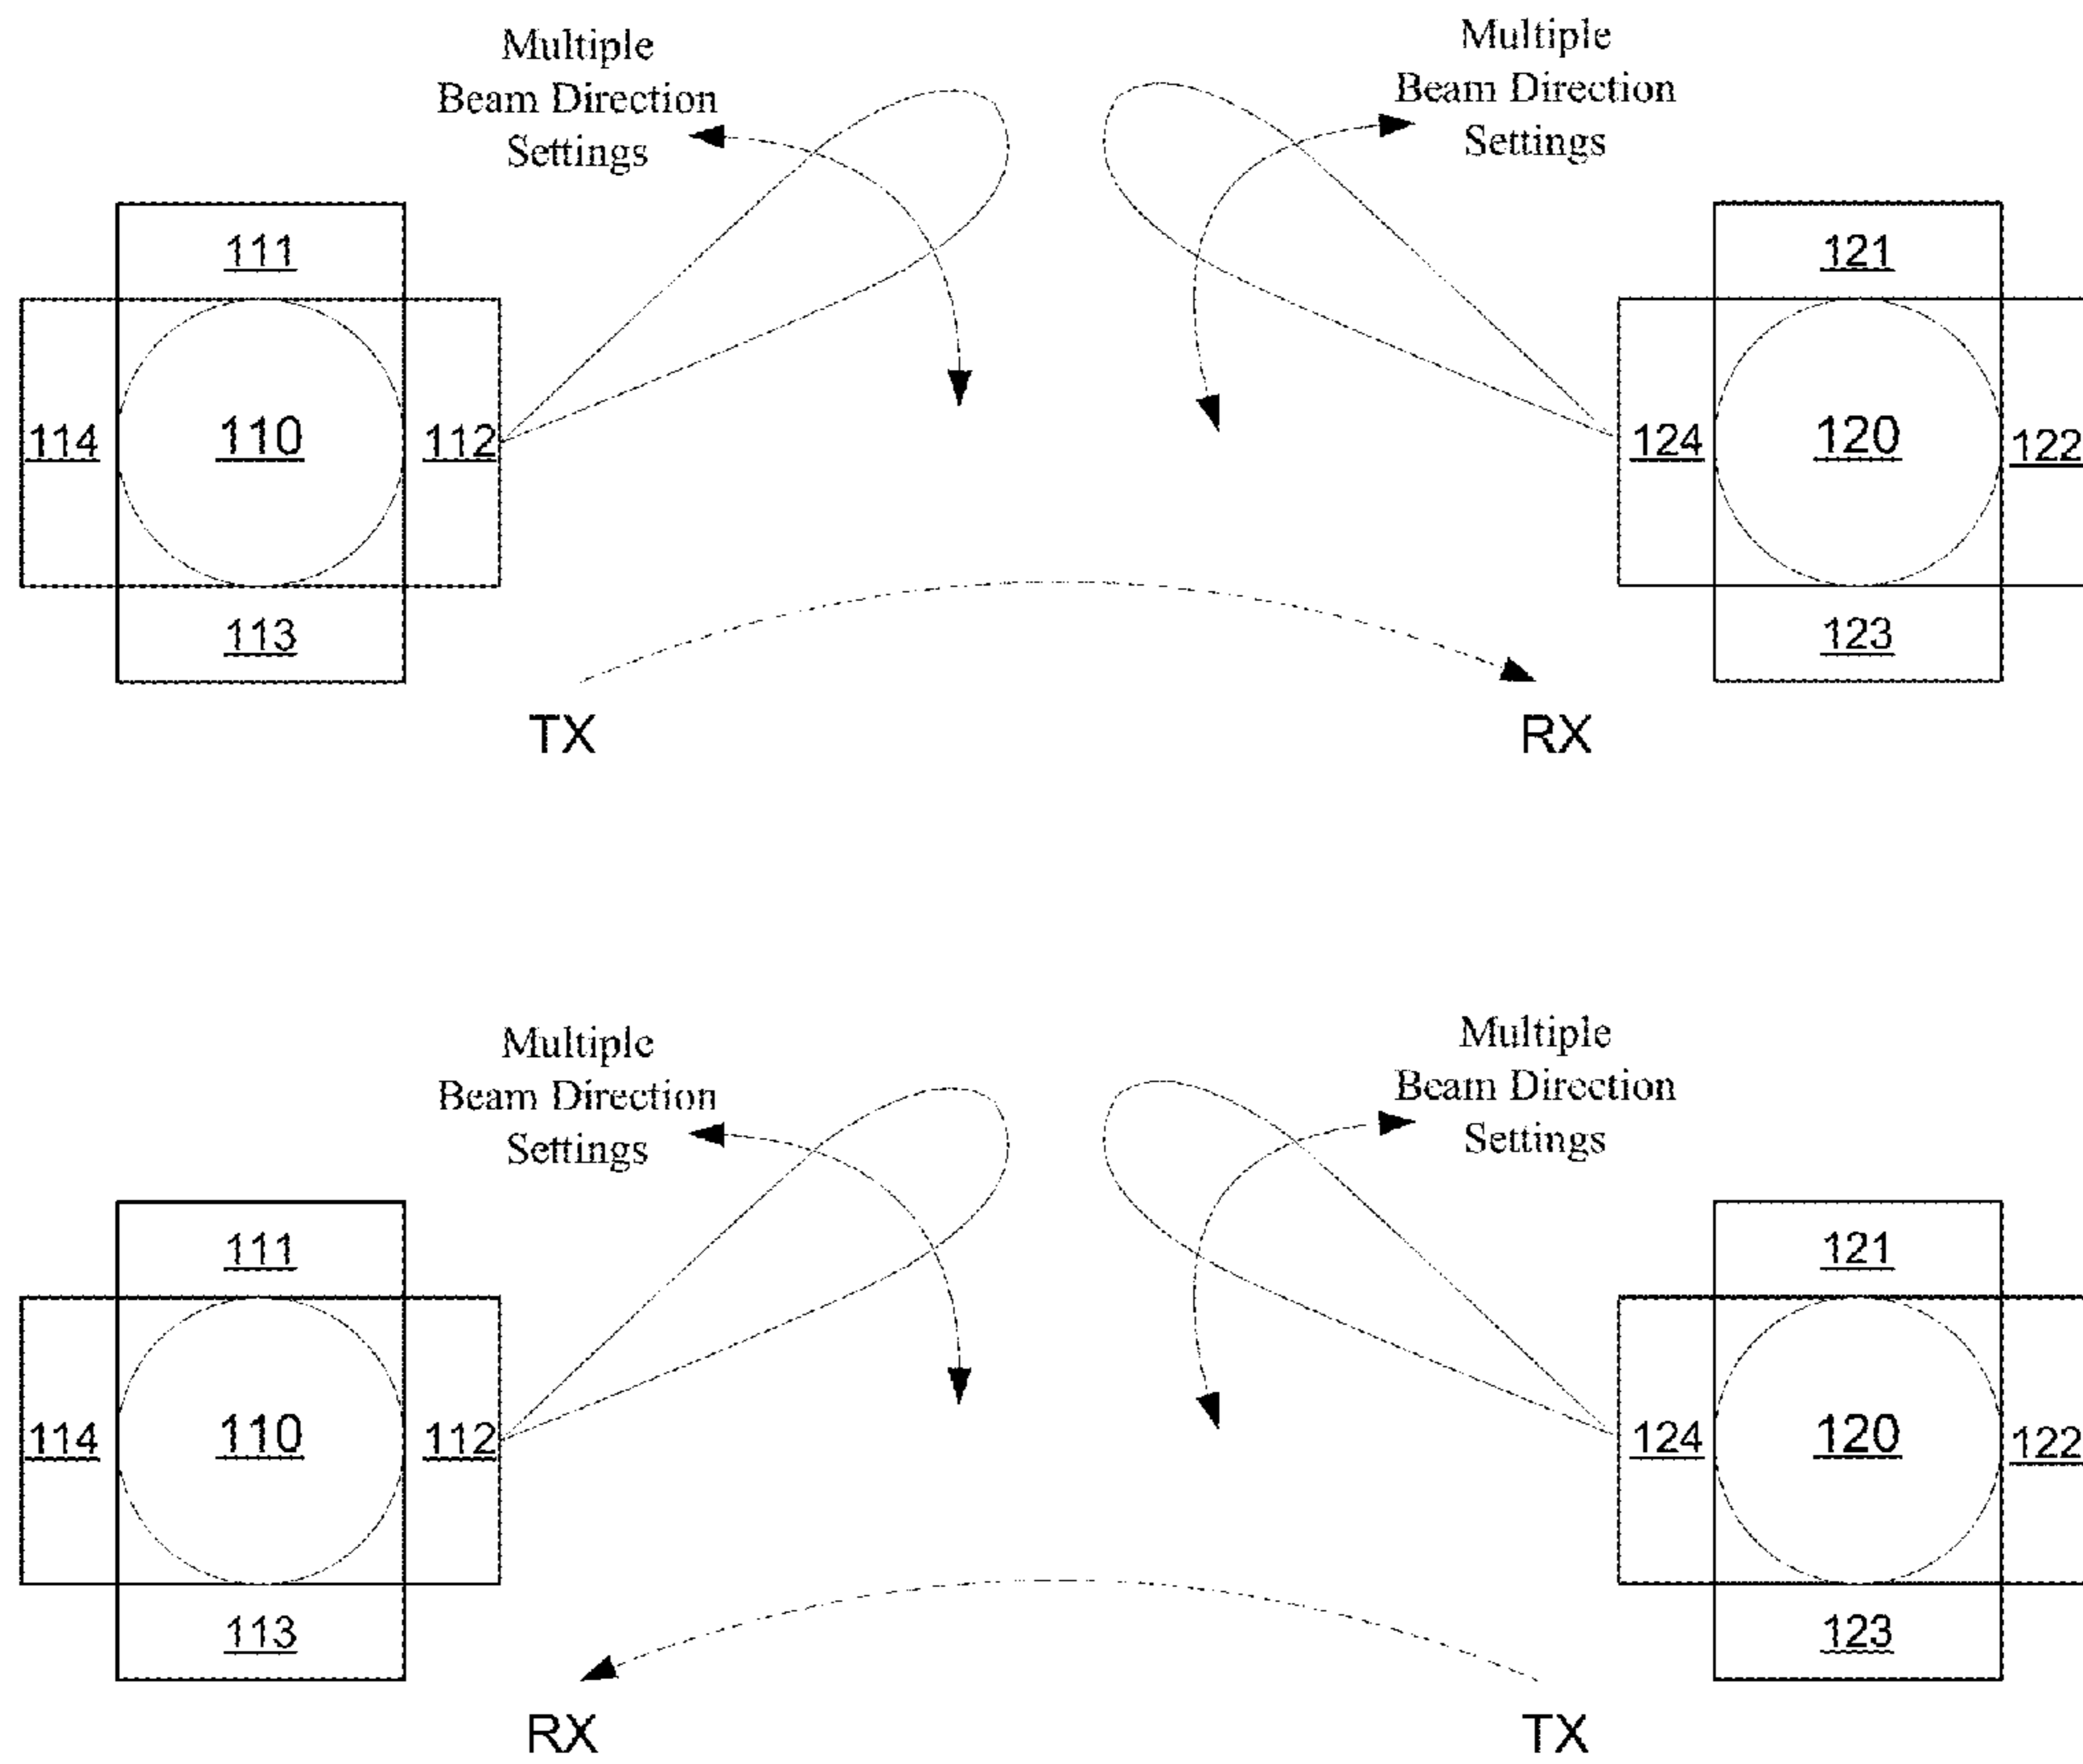 Multiple
Beam Direction
Settings
Multiple
Beam Direction
Settings
111
114
110
112
113
121
124
120
122
123
TX
RX
Multiple
Beam Direction
Settings
Multiple
Beam Direction
Settings
111
114
110
112
113
121
124
120
122
123
RX
TX